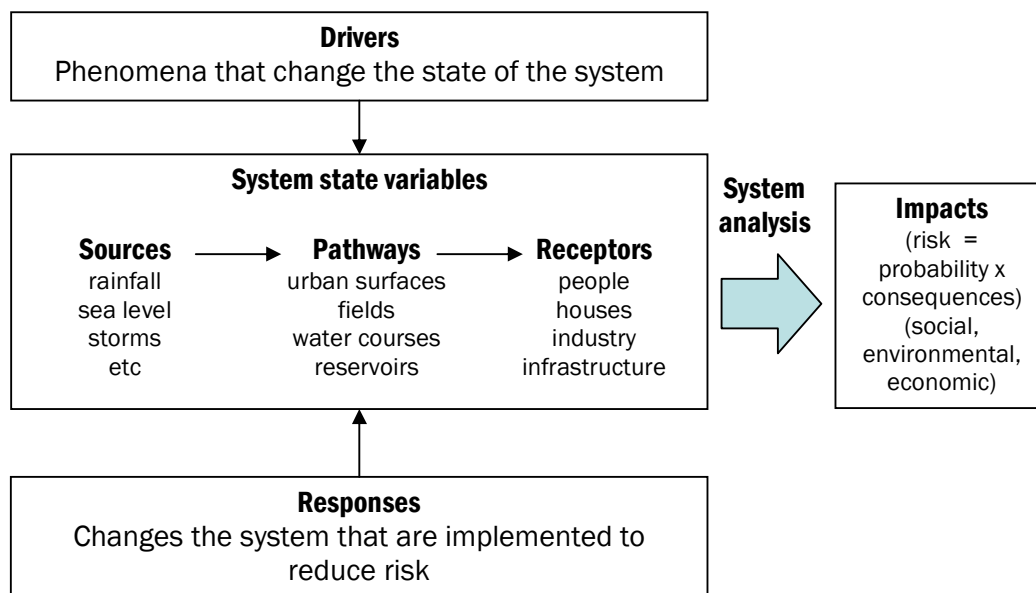 Drivers
Phenomena that change the state of the system
System state variables
Sources
rainfall
sea level
storms
etc
Pathways
urban surfaces
fields
water courses
reservoirs
Receptors
people
houses
industry
infrastructure
System
analysis
Impacts
(risk =
probability x
consequences)
(social,
environmental,
economic)
Responses
Changes the system that are implemented to
reduce risk